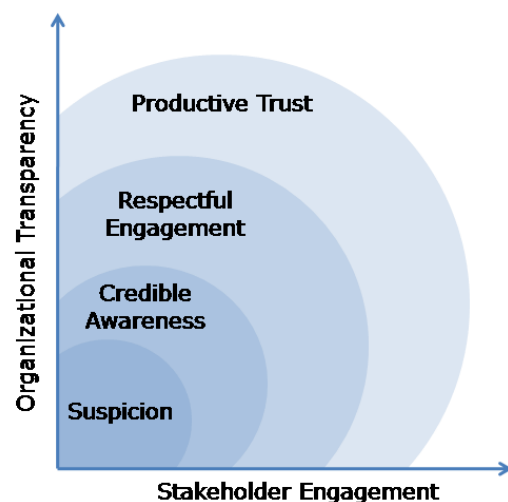 Organizational Transparency
Productive Trust
Respectful
Engagement
Credible
Awareness
Suspicion
Stakeholder Engagement